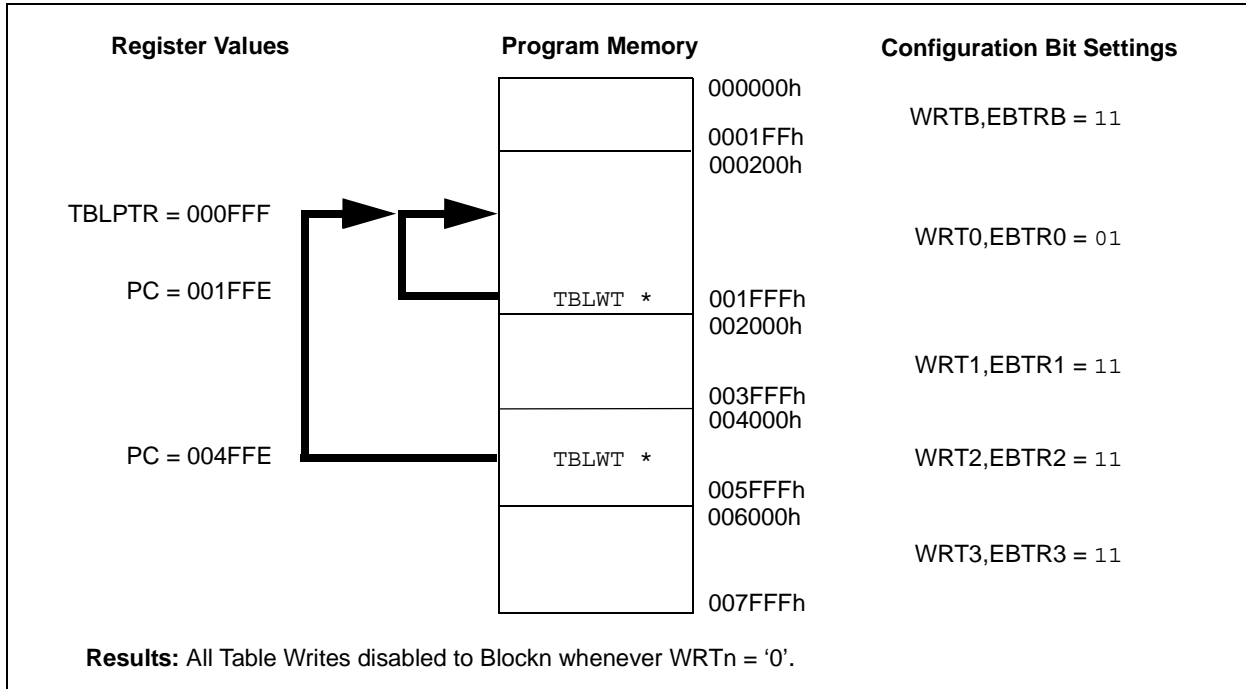 Register Values Program Memory Configuration Bit Settings
000000h
WRTB,EBTRB = 11
0001FFh
000200h
TBLPTR = 000FFF
WRT0,EBTR0 = 01
PC = 001FFE
TBLWT * 001FFFh
002000h
WRT1,EBTR1 = 11
003FFFh
004000h
PC = 004FFE TBLWT * WRT2,EBTR2 = 11
005FFFh
006000h
WRT3,EBTR3 = 11
007FFFh
Results: All Table Writes disabled to Blockn whenever WRTn = ‘0’.